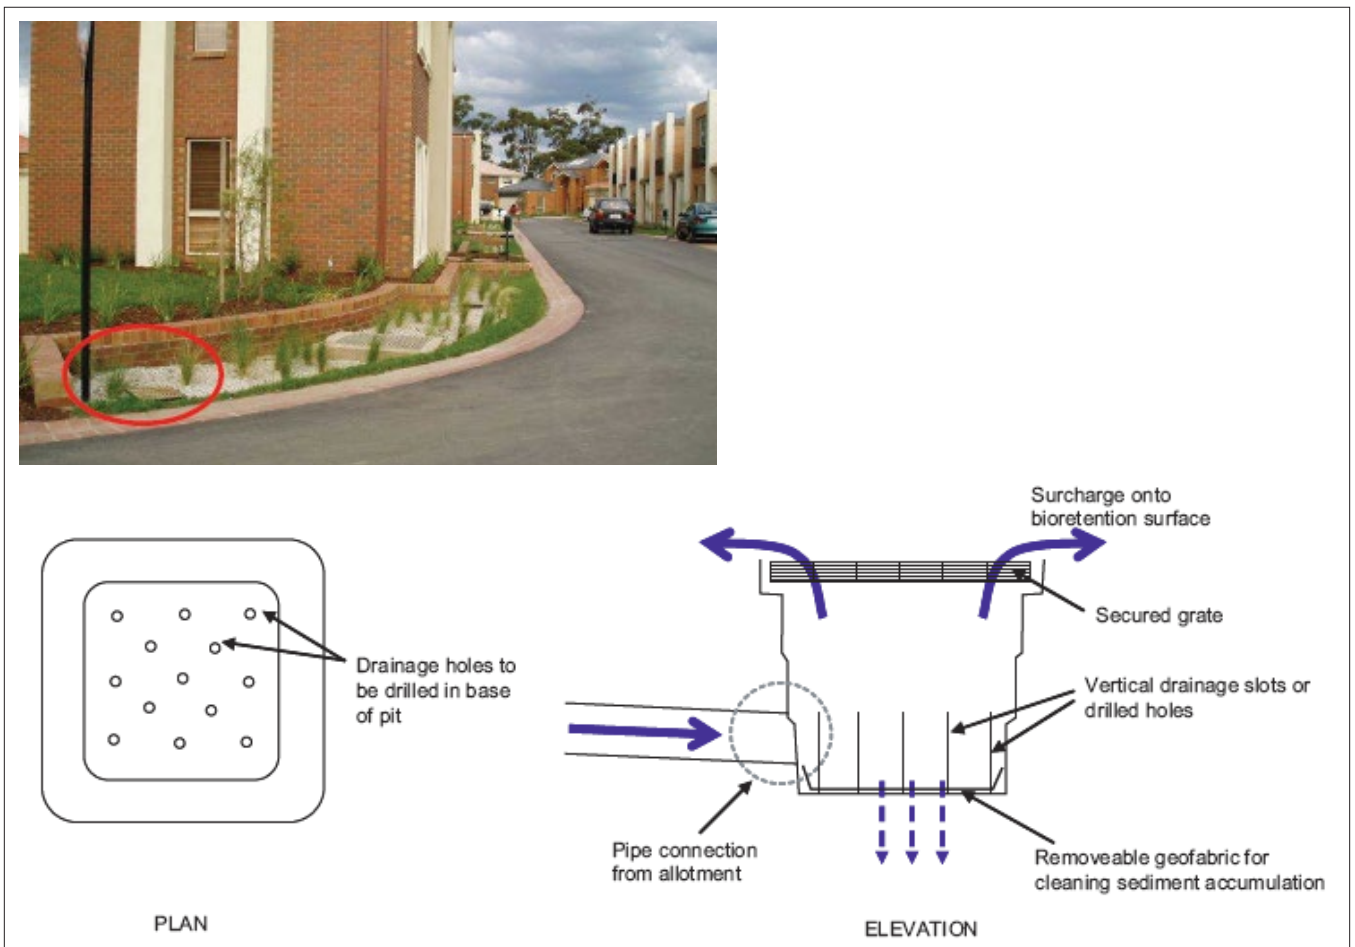 Surcharge onto
bioretention surface
Secured grate
Drainage holes to
be drilled in base
of pit
Vertical drainage slots or
drilled holes
Pipe connection
from allotment
Removeable geofabric for
cleaning sediment accumulation
PLAN
ELEVATION